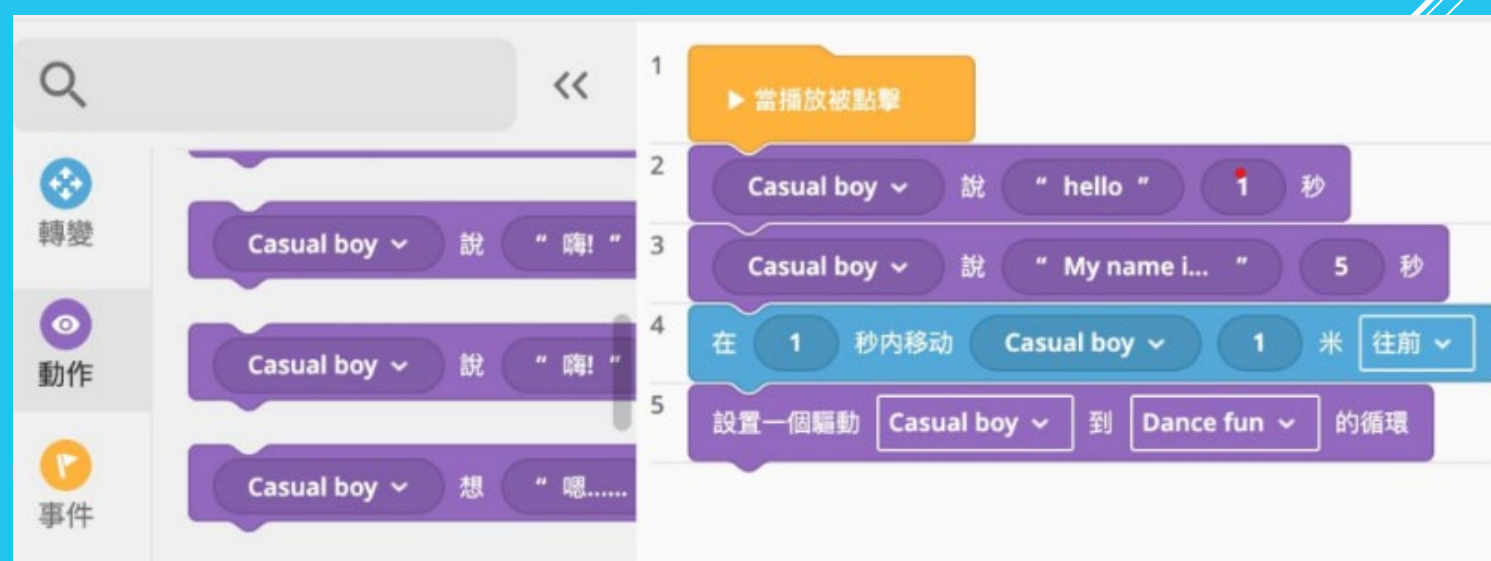 轉變
動作
事件
Casual boy 說 " 嗨! "
Casual boy 說 " 嗨! "
Casual boy 想 " 嗯......
1 當播放被點擊
2 Casual boy 說 " hello " 1 秒
3 Casual boy 說 " My name i... " 5 秒
4 在 1 秒内移动 Casual boy 1 米 往前
5 設置一個驅動 Casual boy 到 Dance fun 的循環